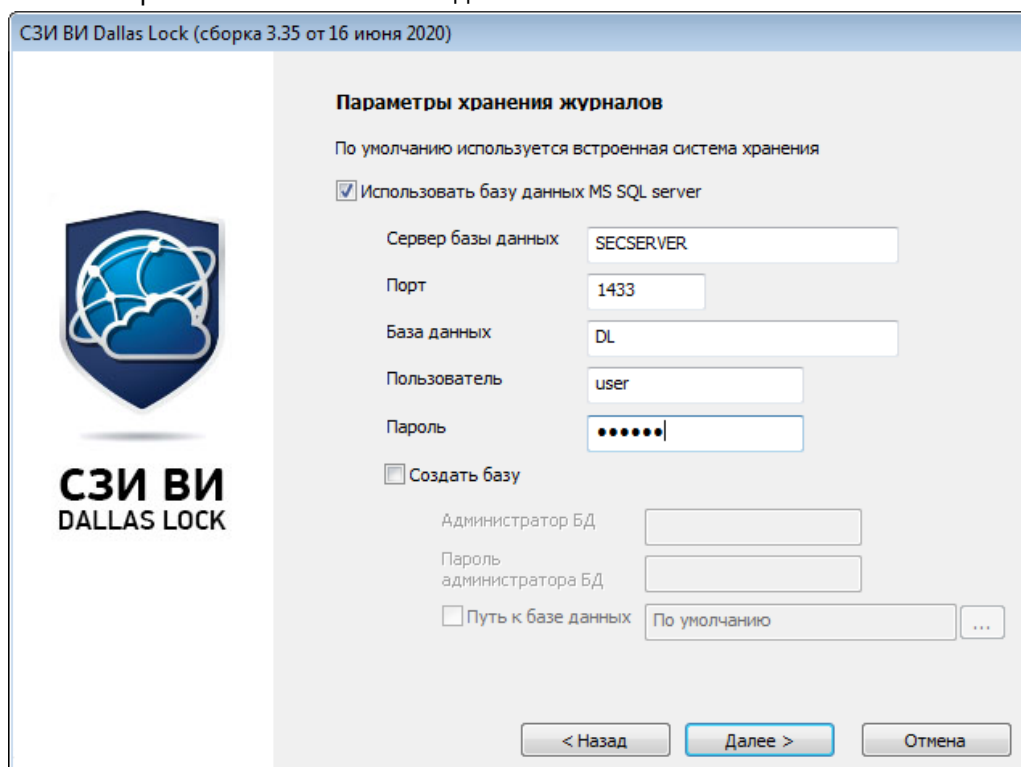 СЗИ ВИ Dallas Lock (сборка 3.35 от 16 июня 2020)
Параметры хранения журналов
По умолчанию используется встроенная система хранения
Использовать базу данных MS SQL server
Сервер базы данных SECSERVER
Порт 1433
База данных DL
Пользователь user
Пароль ••••••
Создать базу
Администратор БД
Пароль
администратора БД
Путь к базе данных По умолчанию ...
СЗИ ВИ
DALLAS LOCK
< Назад Далее > Отмена